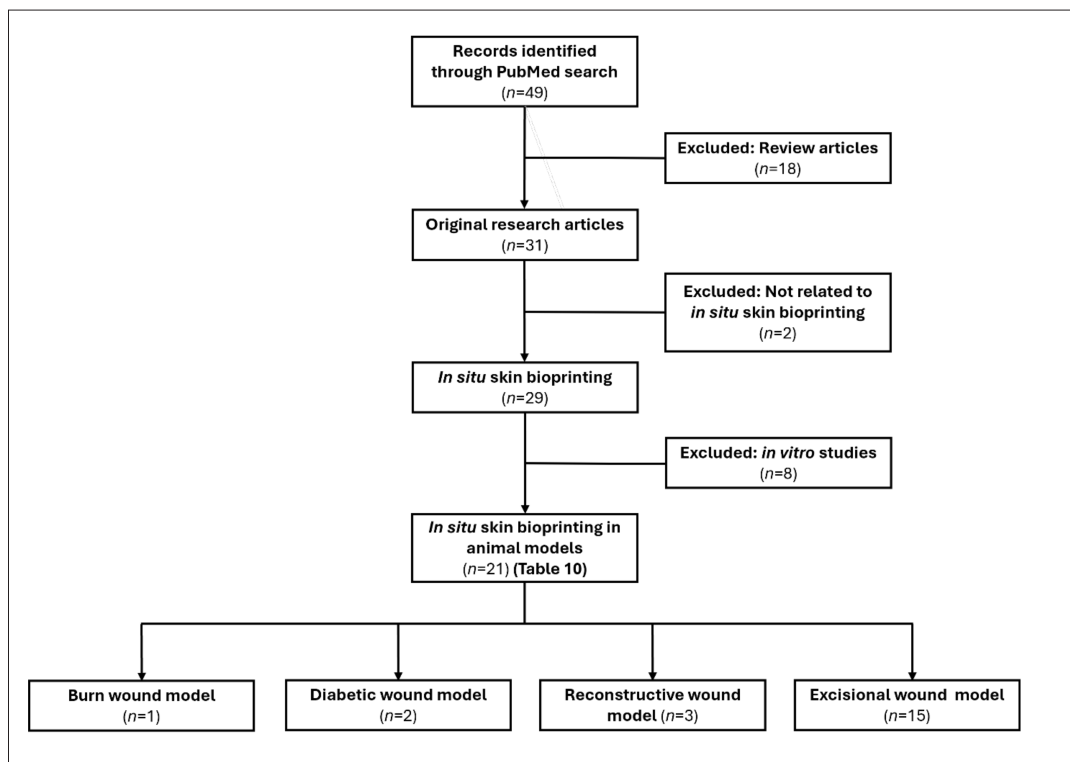 Records identified
through PubMed search
(n=49)
Excluded: Review articles
(n=18)
Original research articles
(n=31)
Excluded: Not related to
in situ skin bioprinting
(n=2)
In situ skin bioprinting
(n=29)
Excluded: in vitro studies
(n=8)
In situ skin bioprinting in
animal models
(n=21) (Table 10)
Burn wound model
(n=1)
Diabetic wound model
(n=2)
Reconstructive wound
model (n=3)
Excisional wound model
(n=15)